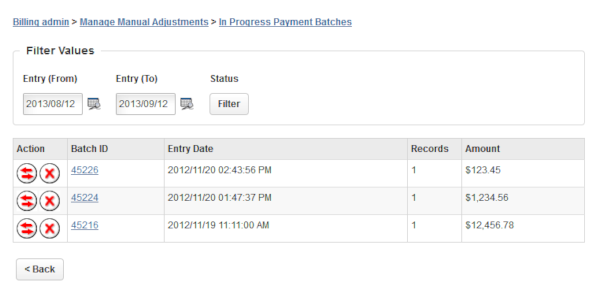 Billing admin > Manage Manual Adjustments > In Progress Payment Batches
Filter Values
Entry (From) Entry (To) Status
2013/08/12 2013/09/12 Filter
Action Batch ID Entry Date Records Amount
45226 2012/11/20 02:43:56 PM 1 $123.45
45224 2012/11/20 01:47:37 PM 1 $1,234.56
45216 2012/11/19 11:11:00 AM 1 $12,456.78
< Back